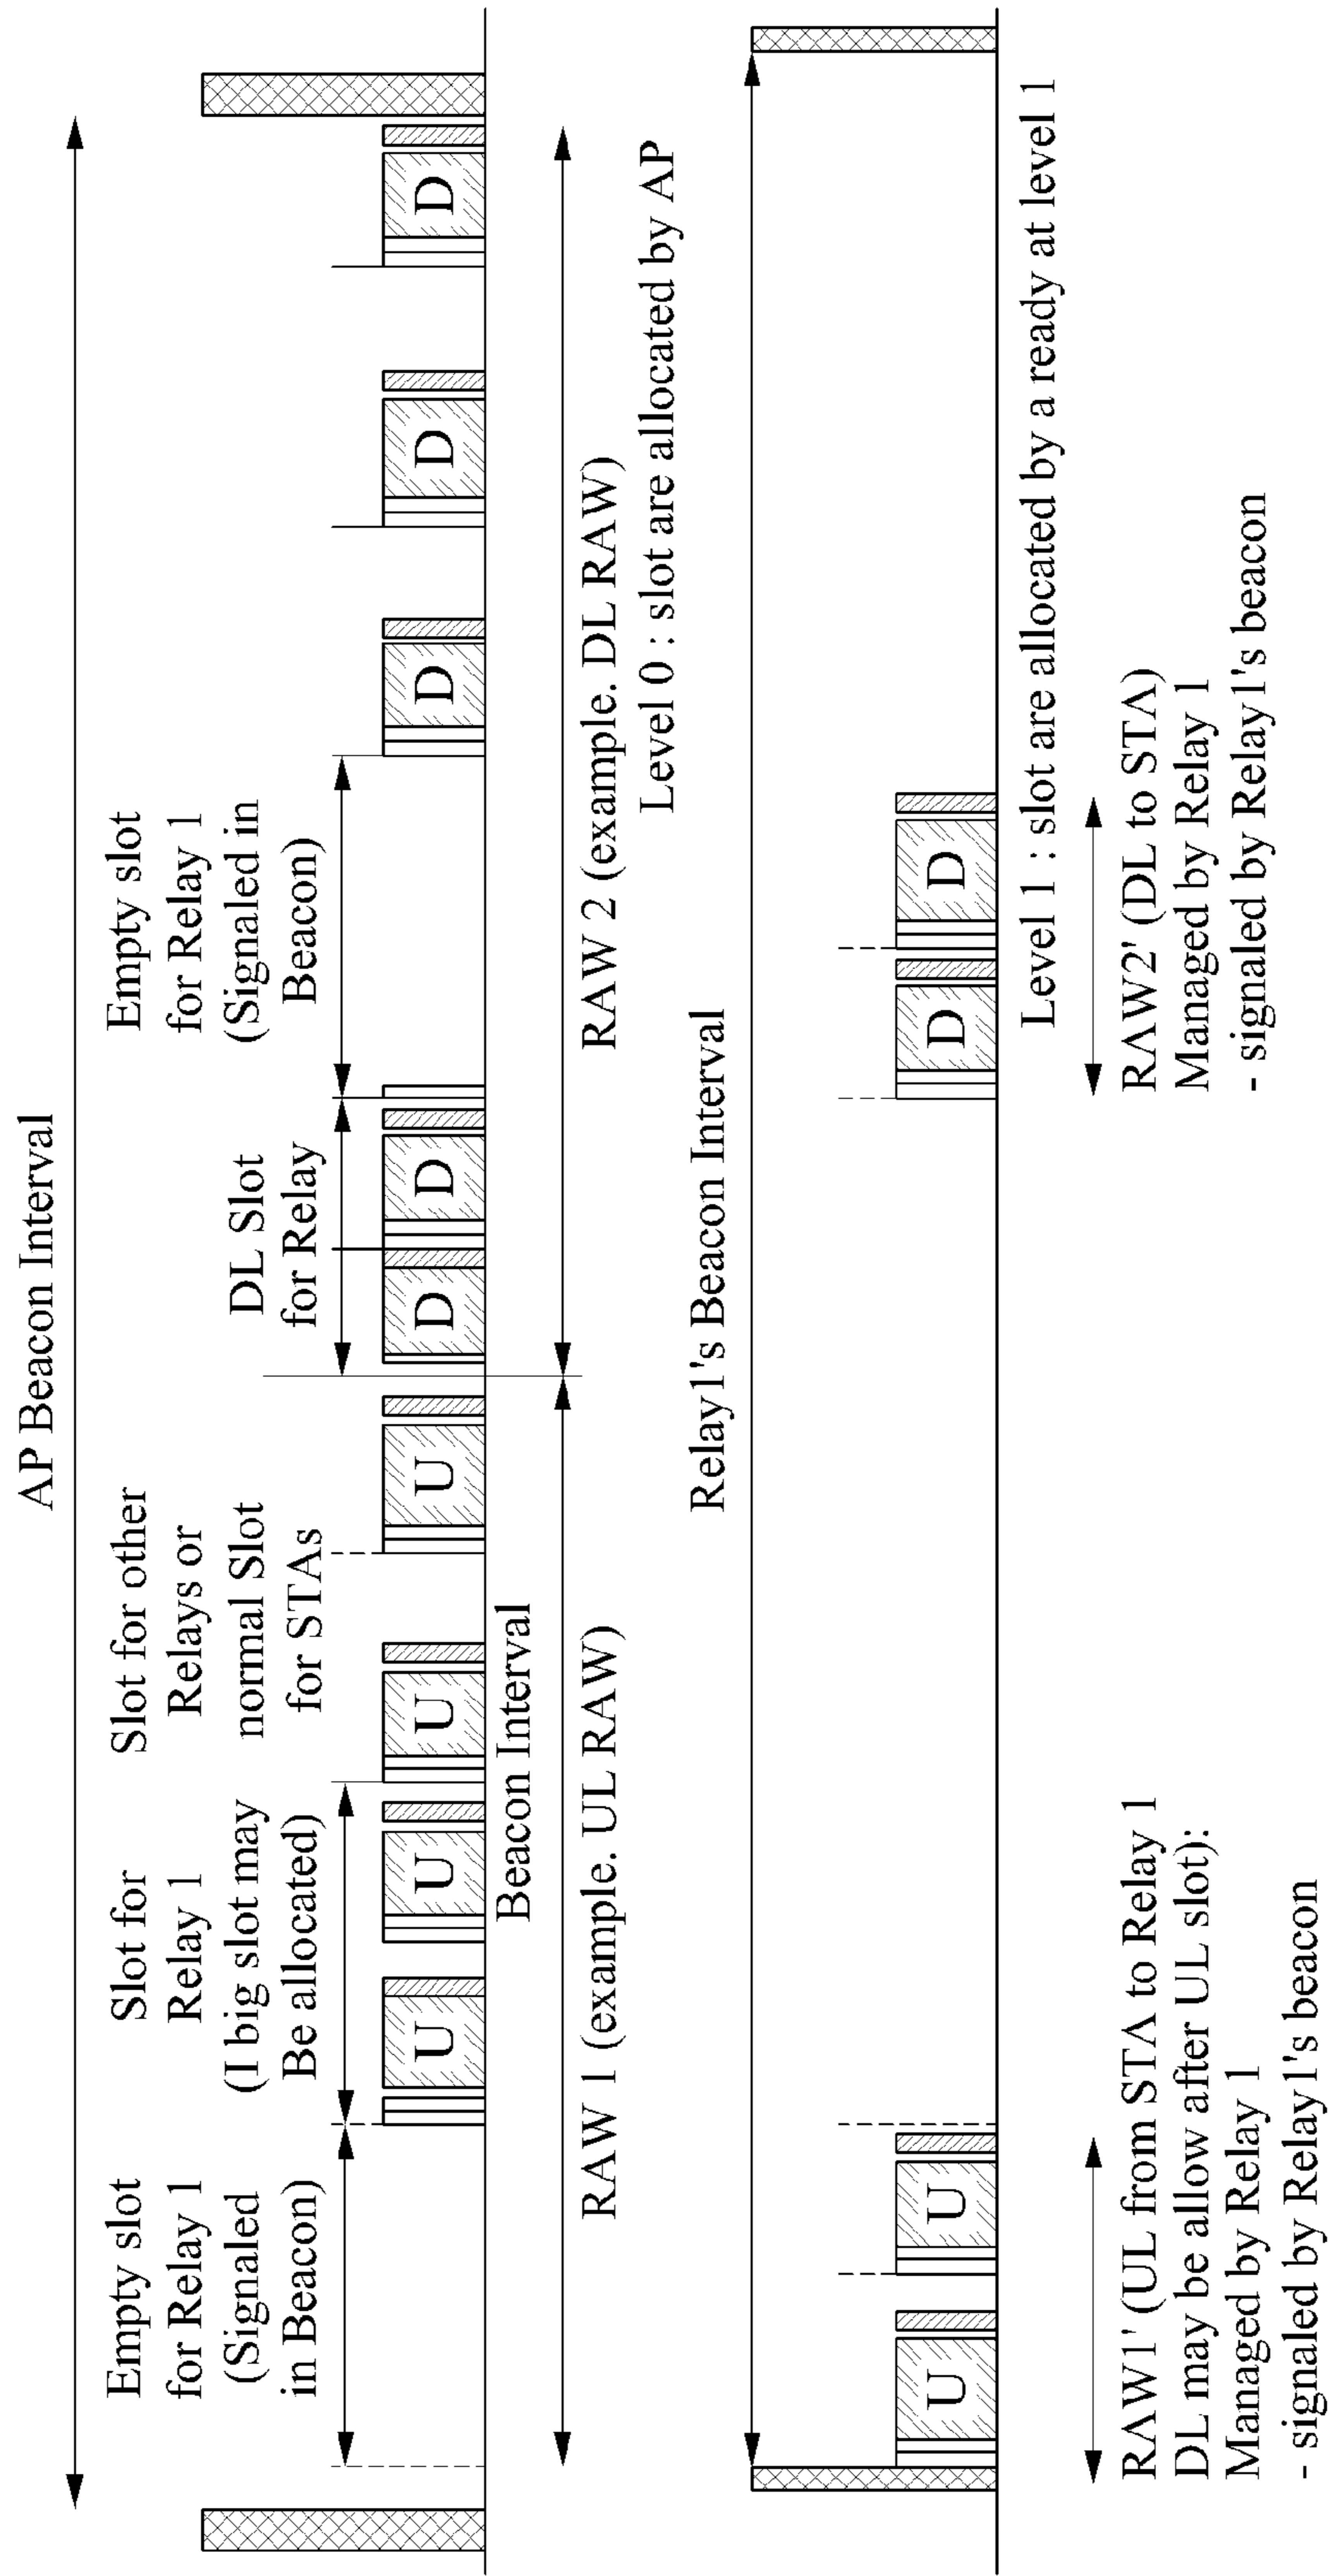 AP Beacon Interval
Empty slot
for Relay 1
(Signaled
in Beacon)
Slot for
Relay 1
(I big slot may
Be allocated)
Slot for other
Relays or
normal Slot
for STAs
DL Slot
for Relay
Empty slot
for Relay 1
(Signaled in
Beacon)
U
U
U
U
D
D
D
D
D
Beacon Interval
RAW 1 (example. UL RAW)
RAW 2 (example. DL RAW)
Level 0 : slot are allocated by AP
Relay1's Beacon Interval
U
U
D
D
Level 1 : slot are allocated by a ready at level 1
RAW1' (UL from STA to Relay 1
DL may be allow after UL slot):
Managed by Relay 1
- signaled by Relay1's beacon
RAW2' (DL to STA)
Managed by Relay 1
- signaled by Relay1's beacon